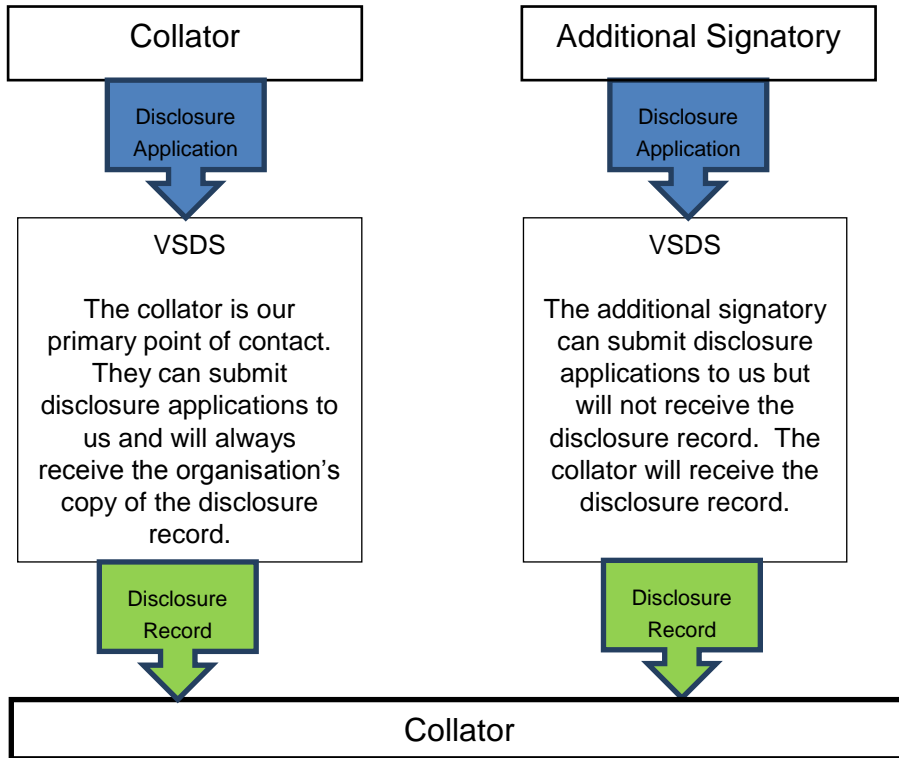 Collator
Disclosure
Application
VSDS
The collator is our
primary point of contact.
They can submit
disclosure applications to
us and will always
receive the organisation’s
copy of the disclosure
record.
Disclosure
Record
Additional Signatory
Disclosure
Application
VSDS
The additional signatory
can submit disclosure
applications to us but
will not receive the
disclosure record.  The
collator will receive the
disclosure record.
Disclosure
Record
Collator